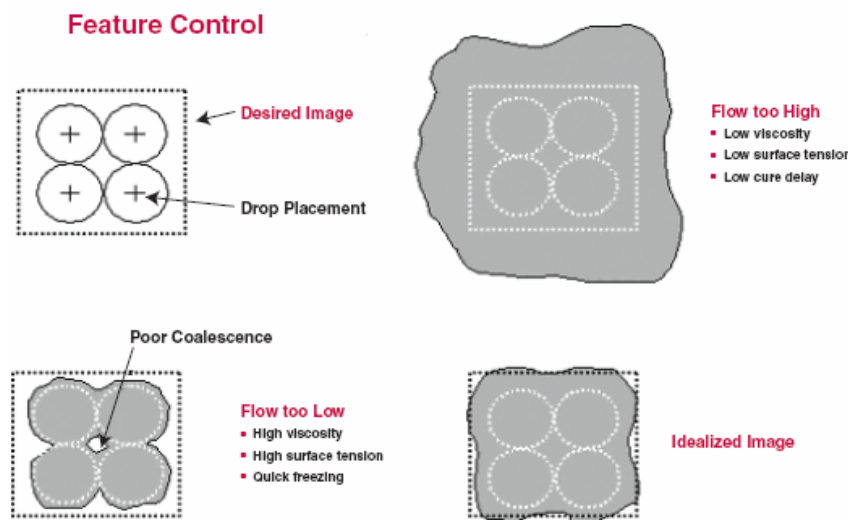 Feature Control
Desired Image
Drop Placement
Flow too High
▪ Low viscosity
▪ Low surface tension
▪ Low cure delay
Poor Coalescence
Flow too Low
▪ High viscosity
▪ High surface tension
▪ Quick freezing
Idealized Image